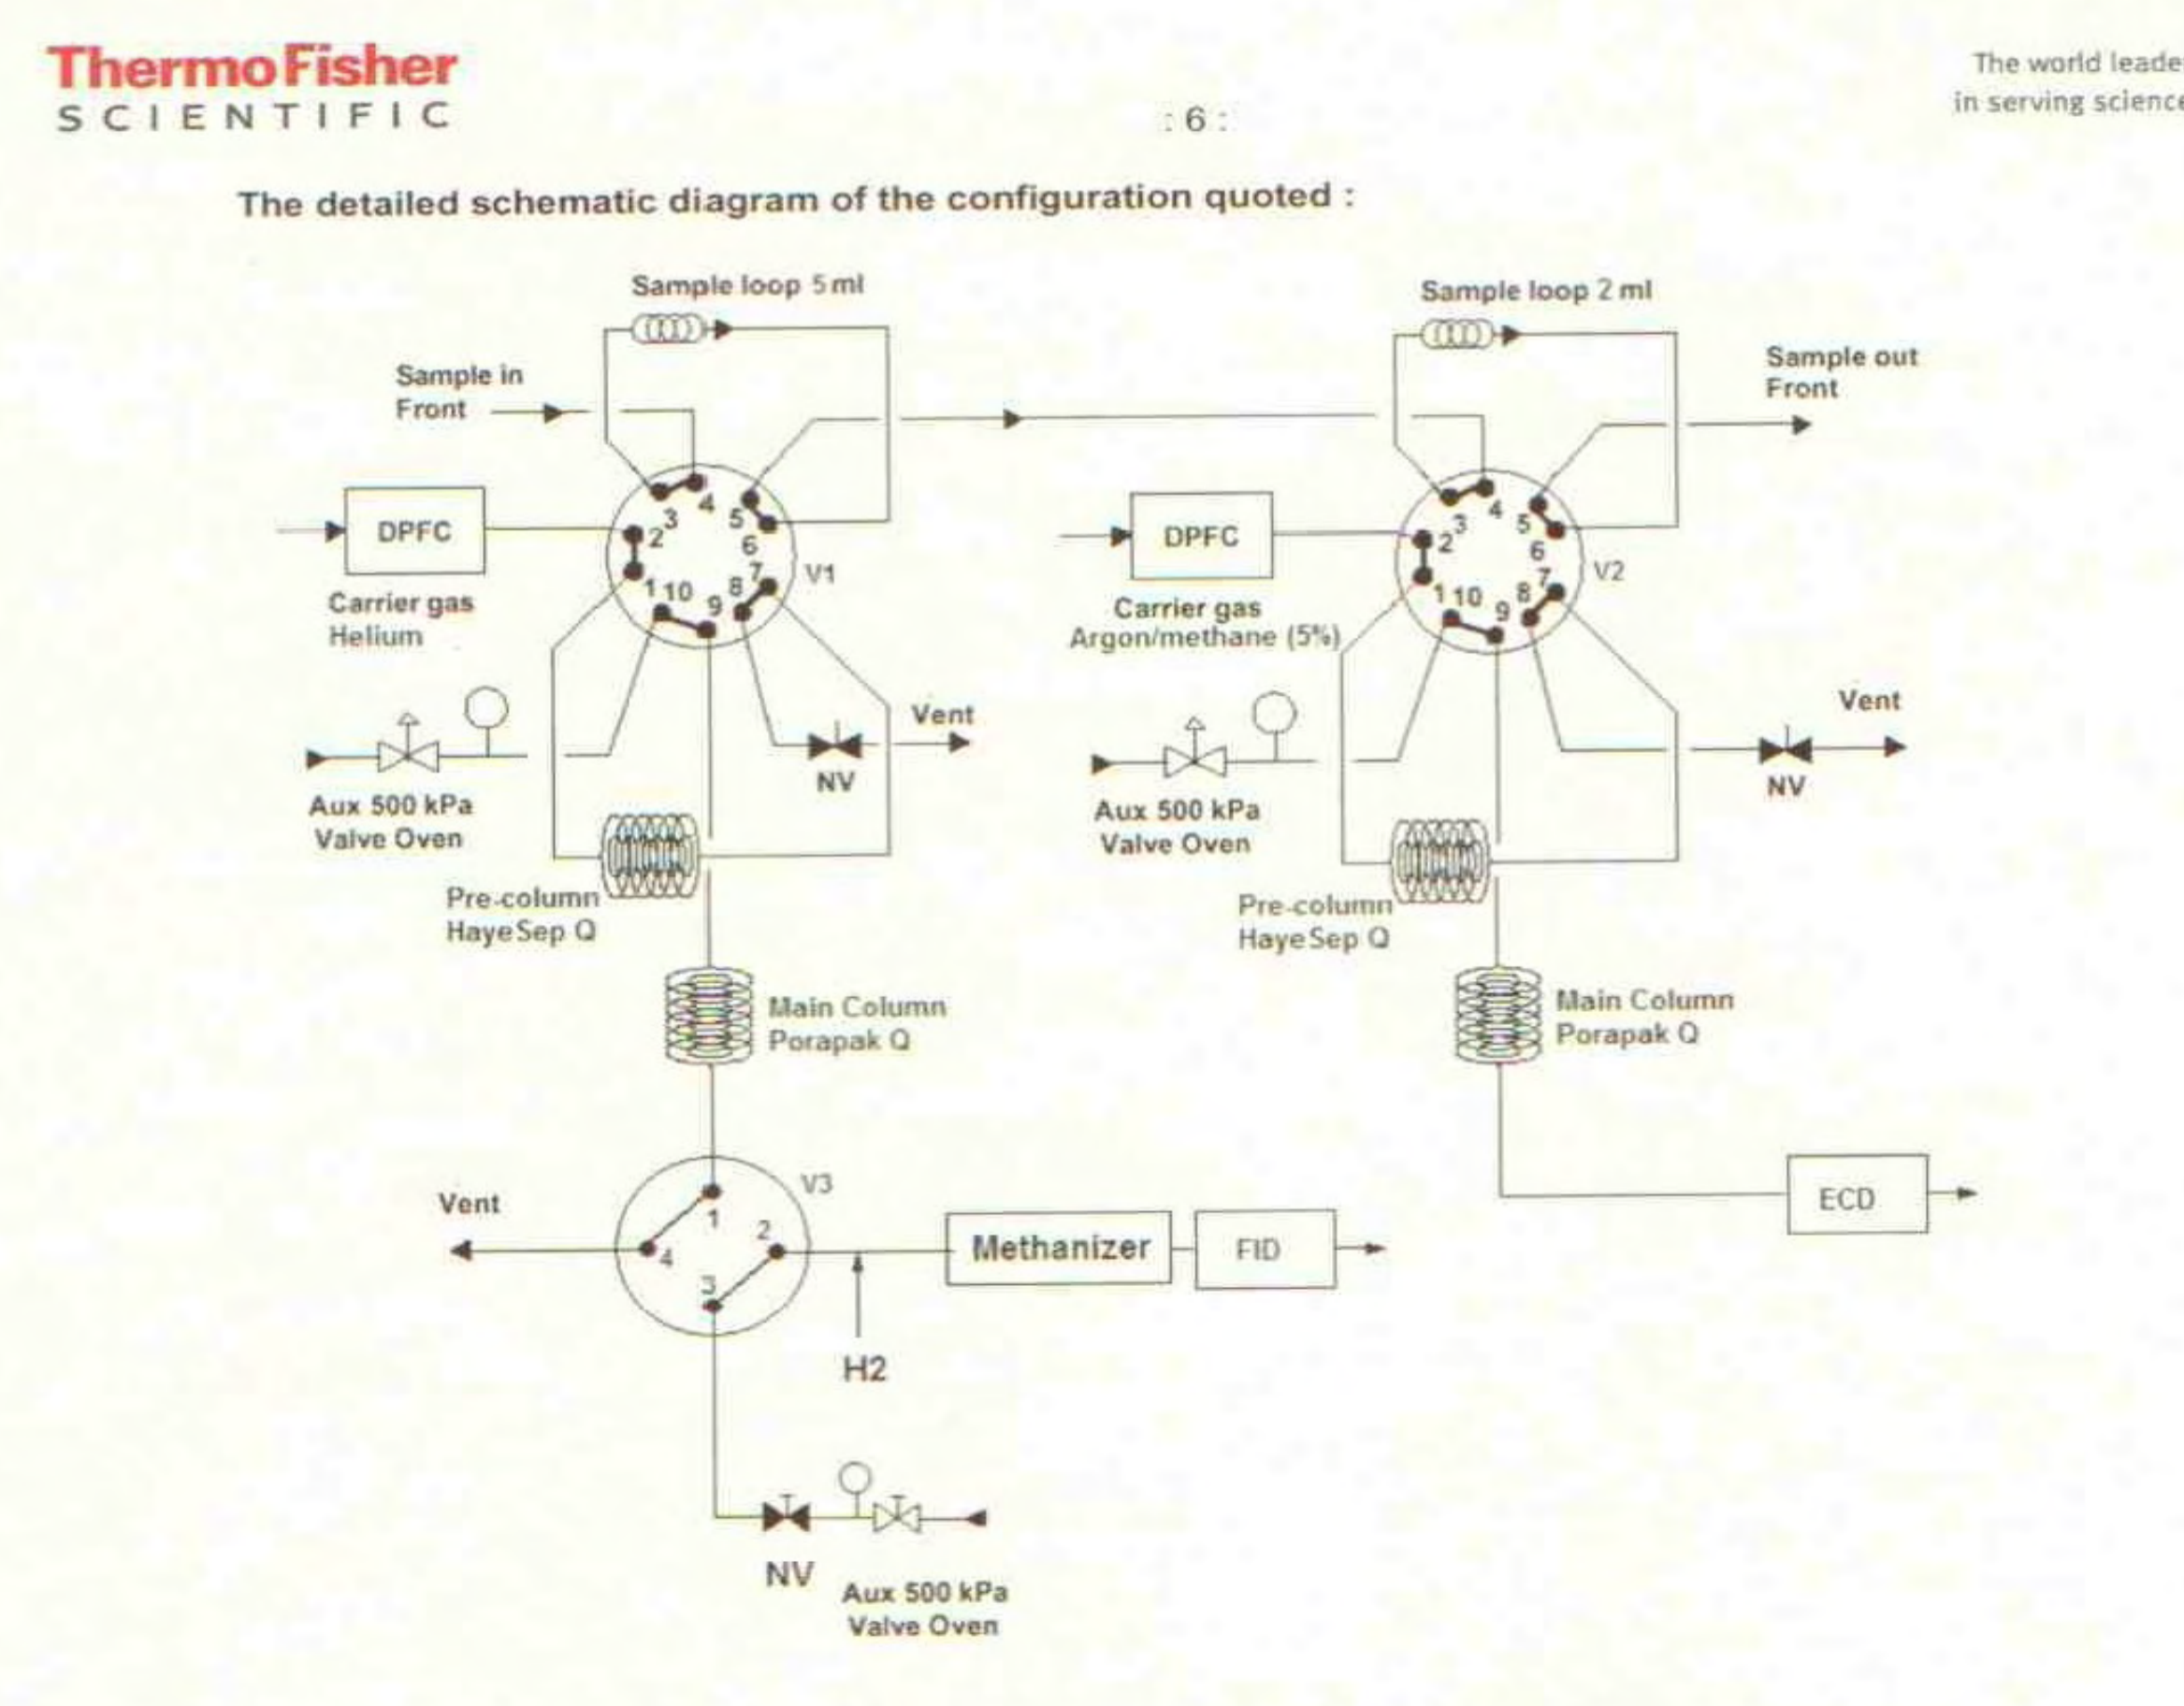 ThermoFisher
SCIENTIFIC
: 6 :
The world leade
in serving science
The detailed schematic diagram of the configuration quoted :
Sample loop 5 ml
Sample in
Front
DPFC
Carrier gas
Helium
3
4
5
2
6
1
10
9
8
7
V1
Aux 500 kPa
Valve Oven
NV
Vent
Pre-column
HayeSep Q
Main Column
Porapak Q
Sample loop 2 ml
Sample out
Front
DPFC
Carrier gas
Argon/methane (5%)
3
4
5
2
6
1
10
9
8
7
V2
Aux 500 kPa
Valve Oven
Vent
NV
Pre-column
HayeSep Q
Main Column
Porapak Q
ECD
Vent
V3
1
2
4
3
Methanizer
FID
H2
NV
Aux 500 kPa
Valve Oven